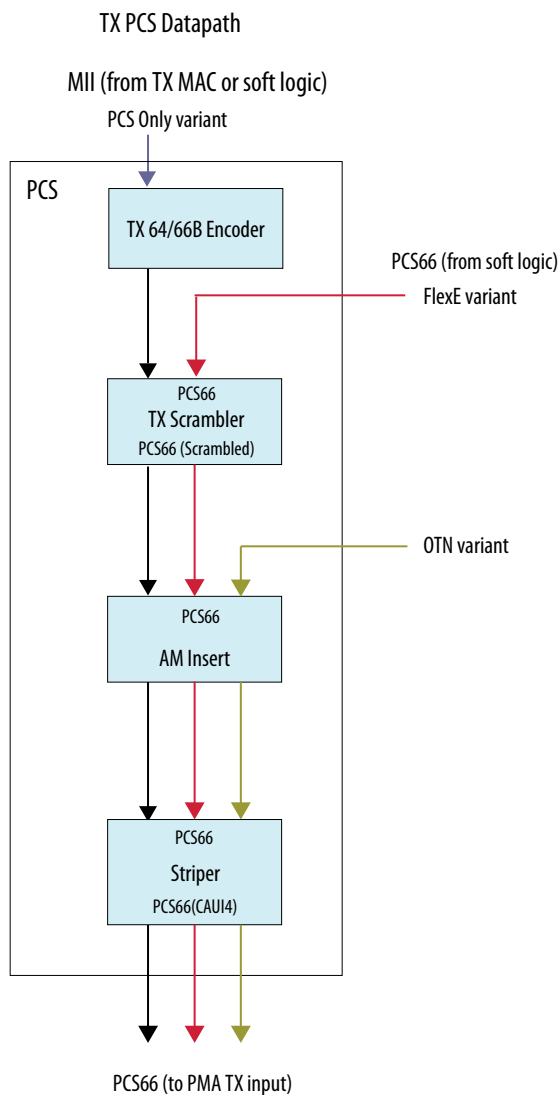 TX PCS Datapath
MII (from TX MAC or soft logic)
PCS Only variant
PCS
TX 64/66B Encoder
PCS66 (from soft logic)
FlexE variant
PCS66
TX Scrambler
PCS66 (Scrambled)
OTN variant
PCS66
AM Insert
PCS66
Striper
PCS66(CAUI4)
PCS66 (to PMA TX input)